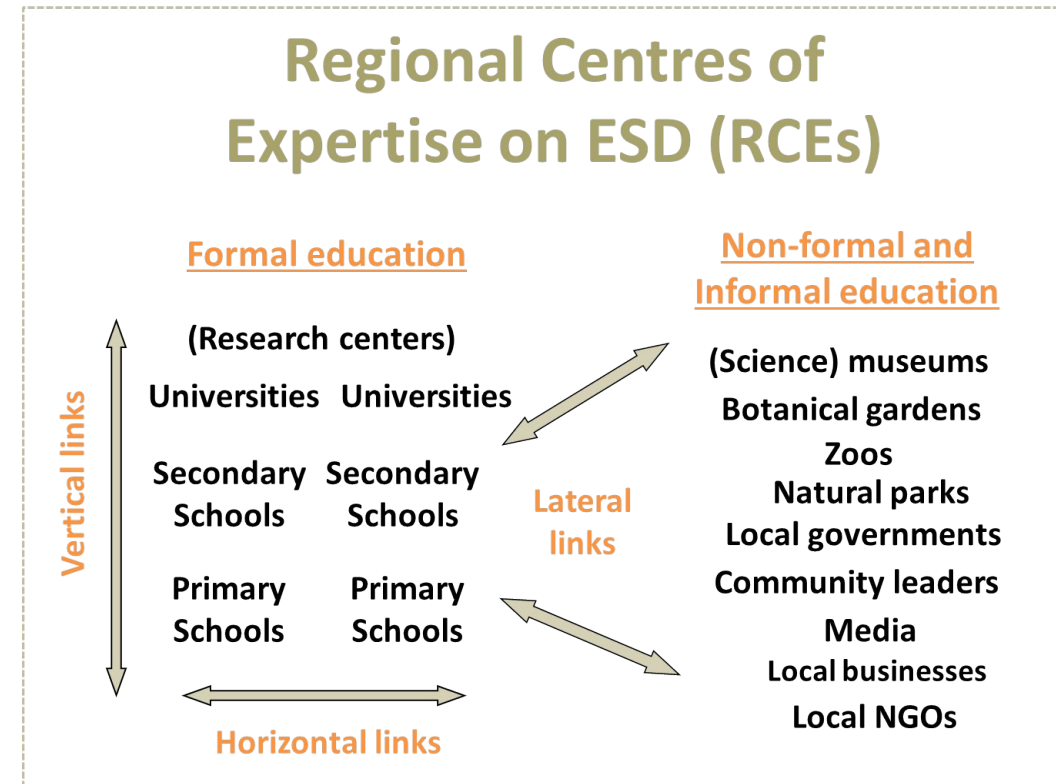 Regional Centres of
Expertise on ESD (RCEs)
Formal education
(Research centers)
Universities Universities
Secondary Secondary
Schools Schools
Primary Primary
Schools Schools
Vertical links
Horizontal links
Lateral
links
Non-formal and
Informal education
(Science) museums
Botanical gardens
Zoos
Natural parks
Local governments
Community leaders
Media
Local businesses
Local NGOs